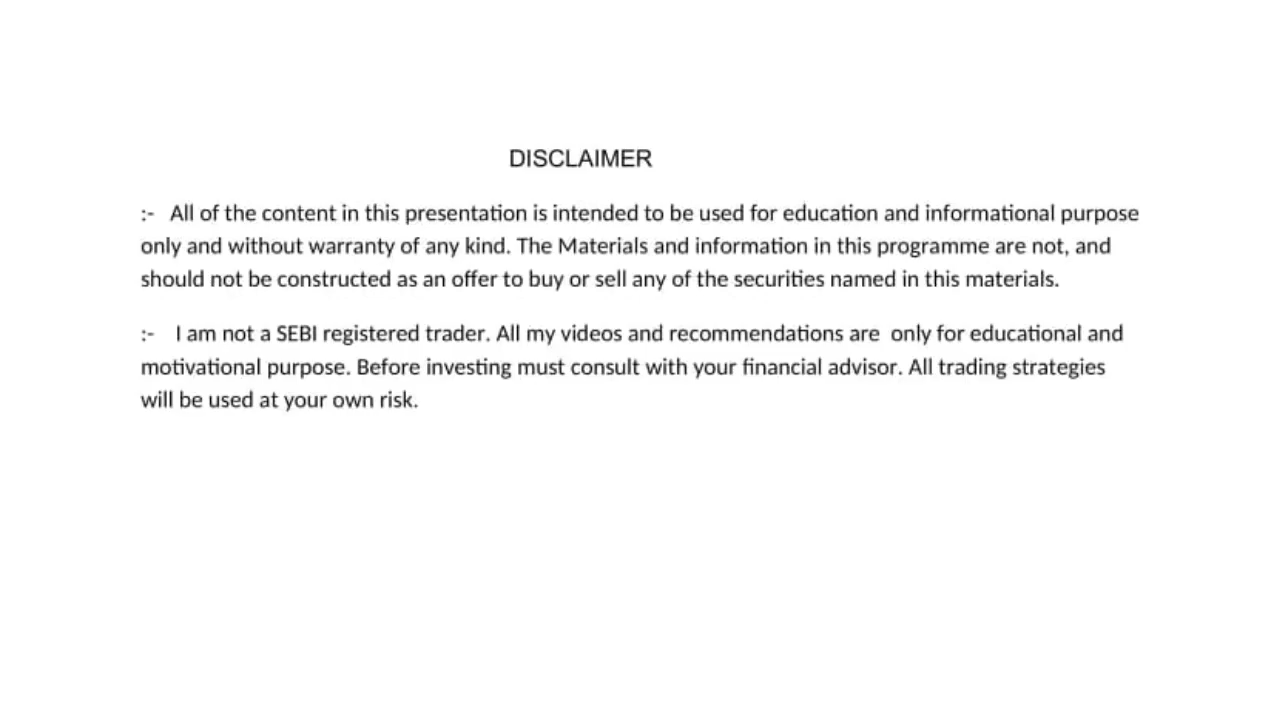 DISCLAIMER
:- All of the content in this presentation is intended to be used for education and informational purpose
only and without warranty of any kind. The Materials and information in this programme are not, and
should not be constructed as an offer to buy or sell any of the securities named in this materials.
:- I am not a SEBI registered trader. All my videos and recommendations are only for educational and
motivational purpose. Before investing must consult with your financial advisor. All trading strategies
will be used at your own risk.